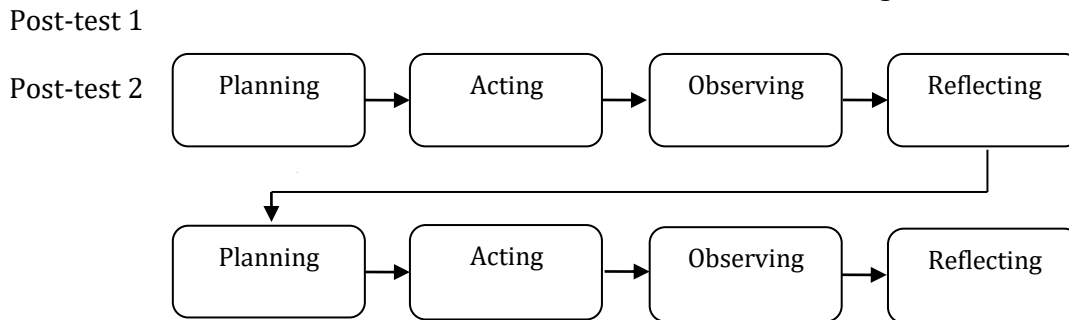 Post-test 1
Post-test 2
Planning Acting Observing Reflecting
Planning Acting Observing Reflecting